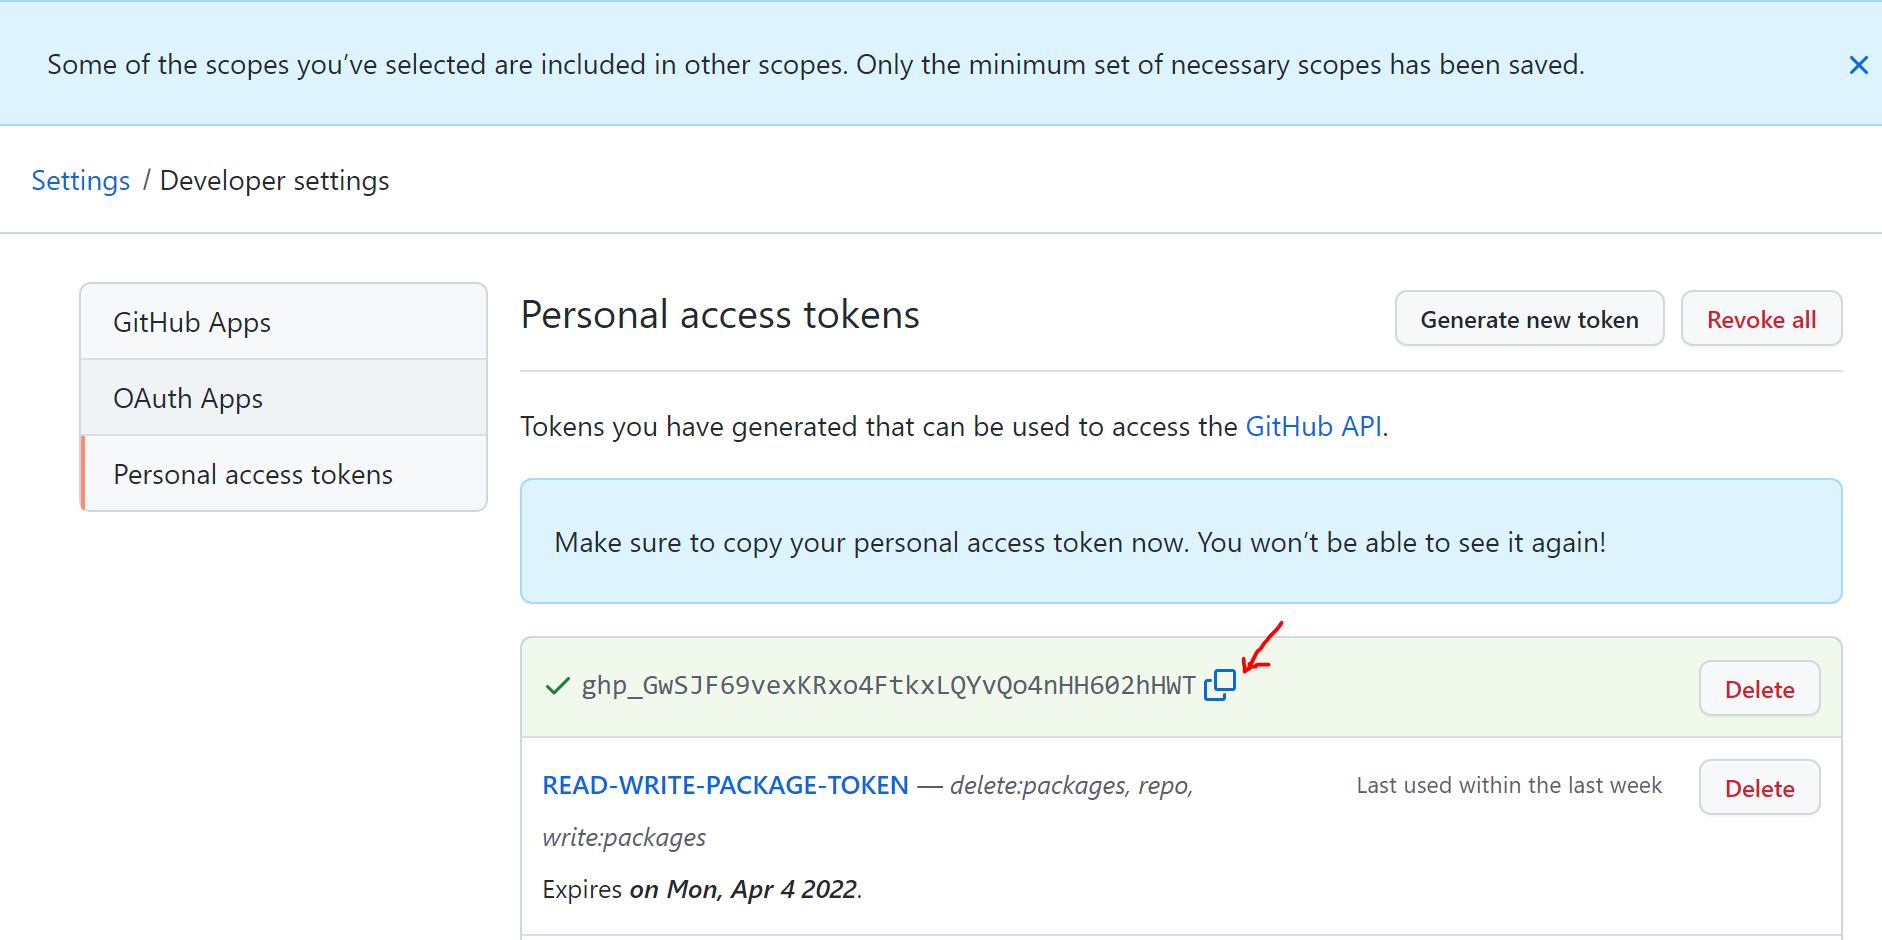 Some of the scopes you’ve selected are included in other scopes. Only the minimum set of necessary scopes has been saved.
Settings / Developer settings
GitHub Apps
OAuth Apps
Personal access tokens
Personal access tokens
Generate new token
Revoke all
Tokens you have generated that can be used to access the GitHub API.
Make sure to copy your personal access token now. You won’t be able to see it again!
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
Delete
READ-WRITE-PACKAGE-TOKEN — delete:packages, repo,
write:packages
Last used within the last week
Delete
Expires on Mon, Apr 4 2022.